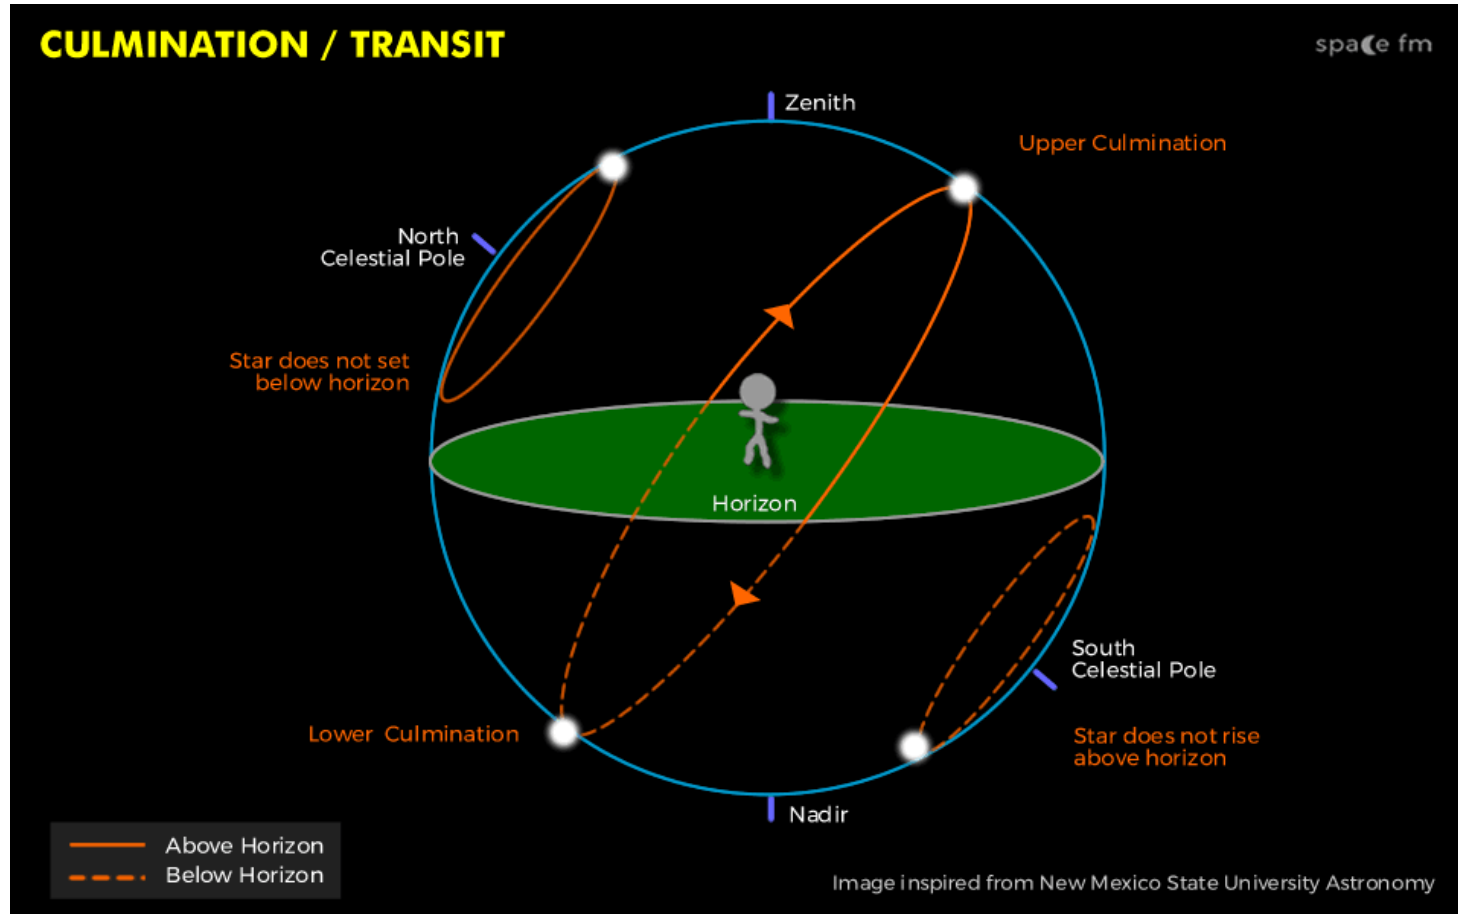 CULMINATION / TRANSIT
space fm
Zenith
Upper Culmination
North
Celestial Pole
Star does not set
below horizon
Horizon
South
Celestial Pole
Lower Culmination
Star does not rise
above horizon
Nadir
Above Horizon
Below Horizon
Image inspired from New Mexico State University Astronomy